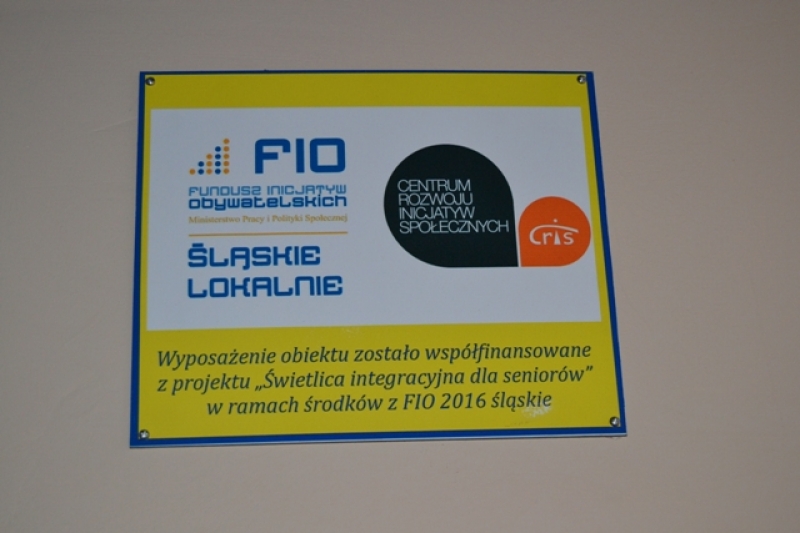 FIO
FUNDUSZ INICJATYW
OBYWATELSKICH
Ministerstwo Pracy i Polityki Społecznej
ŚLĄSKIE
LOKALNIE
CENTRUM
ROZWOJU
INICJATYW
SPOŁECZNYCH
cris
Wyposażenie obiektu zostało współfinansowane
z projektu „Świetlica integracyjna dla seniorów”
w ramach środków z FIO 2016 śląskie